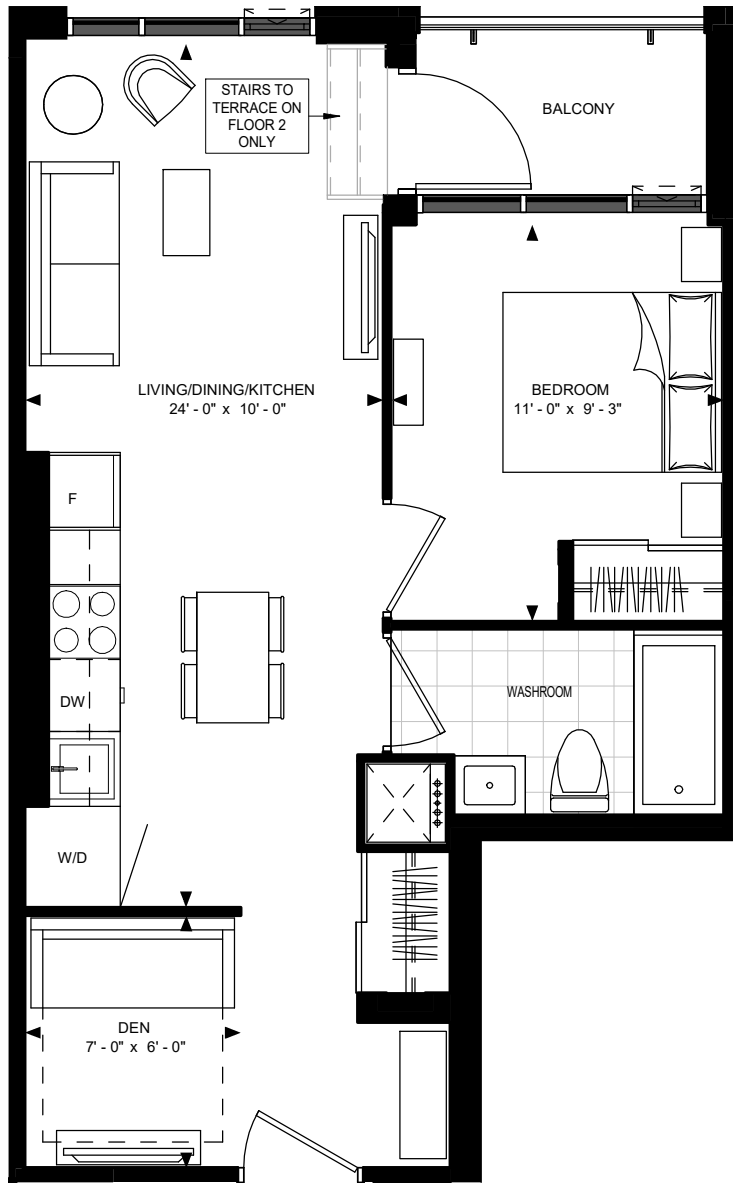 STAIRS TO
TERRACE ON
FLOOR 2
ONLY
BALCONY
LIVING/DINING/KITCHEN
24' - 0" x 10' - 0"
BEDROOM
11' - 0" x 9' - 3"
F
DW
WASHROOM
W/D
DEN
7' - 0" x 6' - 0"